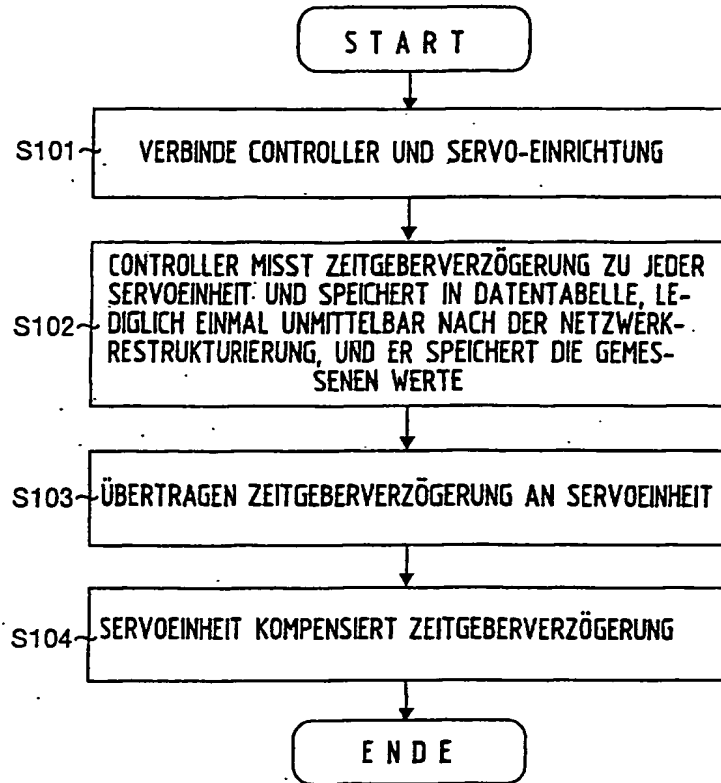 START
S101 VERBINDE CONTROLLER UND SERVO-EINRICHTUNG
CONTROLLER MISST ZEITGEBERVERZÖGERUNG ZU JEDER
SERVOEINHEIT UND SPEICHERT IN DATENTABELLE, LE-
S102 DIGLICH EINMAL UNMITTELBAR NACH DER NETZWERK-
RESTRUKTURIERUNG, UND ER SPEICHERT DIE GEMES-
SENEN WERTE
S103 ÜBERTRAGEN ZEITGEBERVERZÖGERUNG AN SERVOEINHEIT
S104 SERVOEINHEIT KOMPENSIERT ZEITGEBERVERZÖGERUNG
ENDE